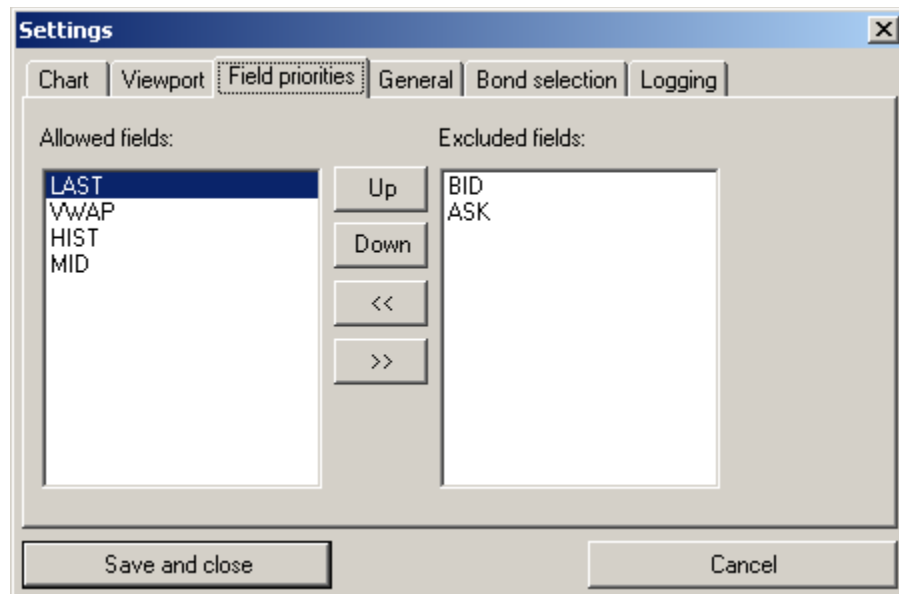 Settings
Chart Viewport Field priorities General Bond selection Logging
Allowed fields:
Excluded fields:
LAST
VWAP
HIST
MID
Up
Down
<<
>>
BID
ASK
Save and close
Cancel